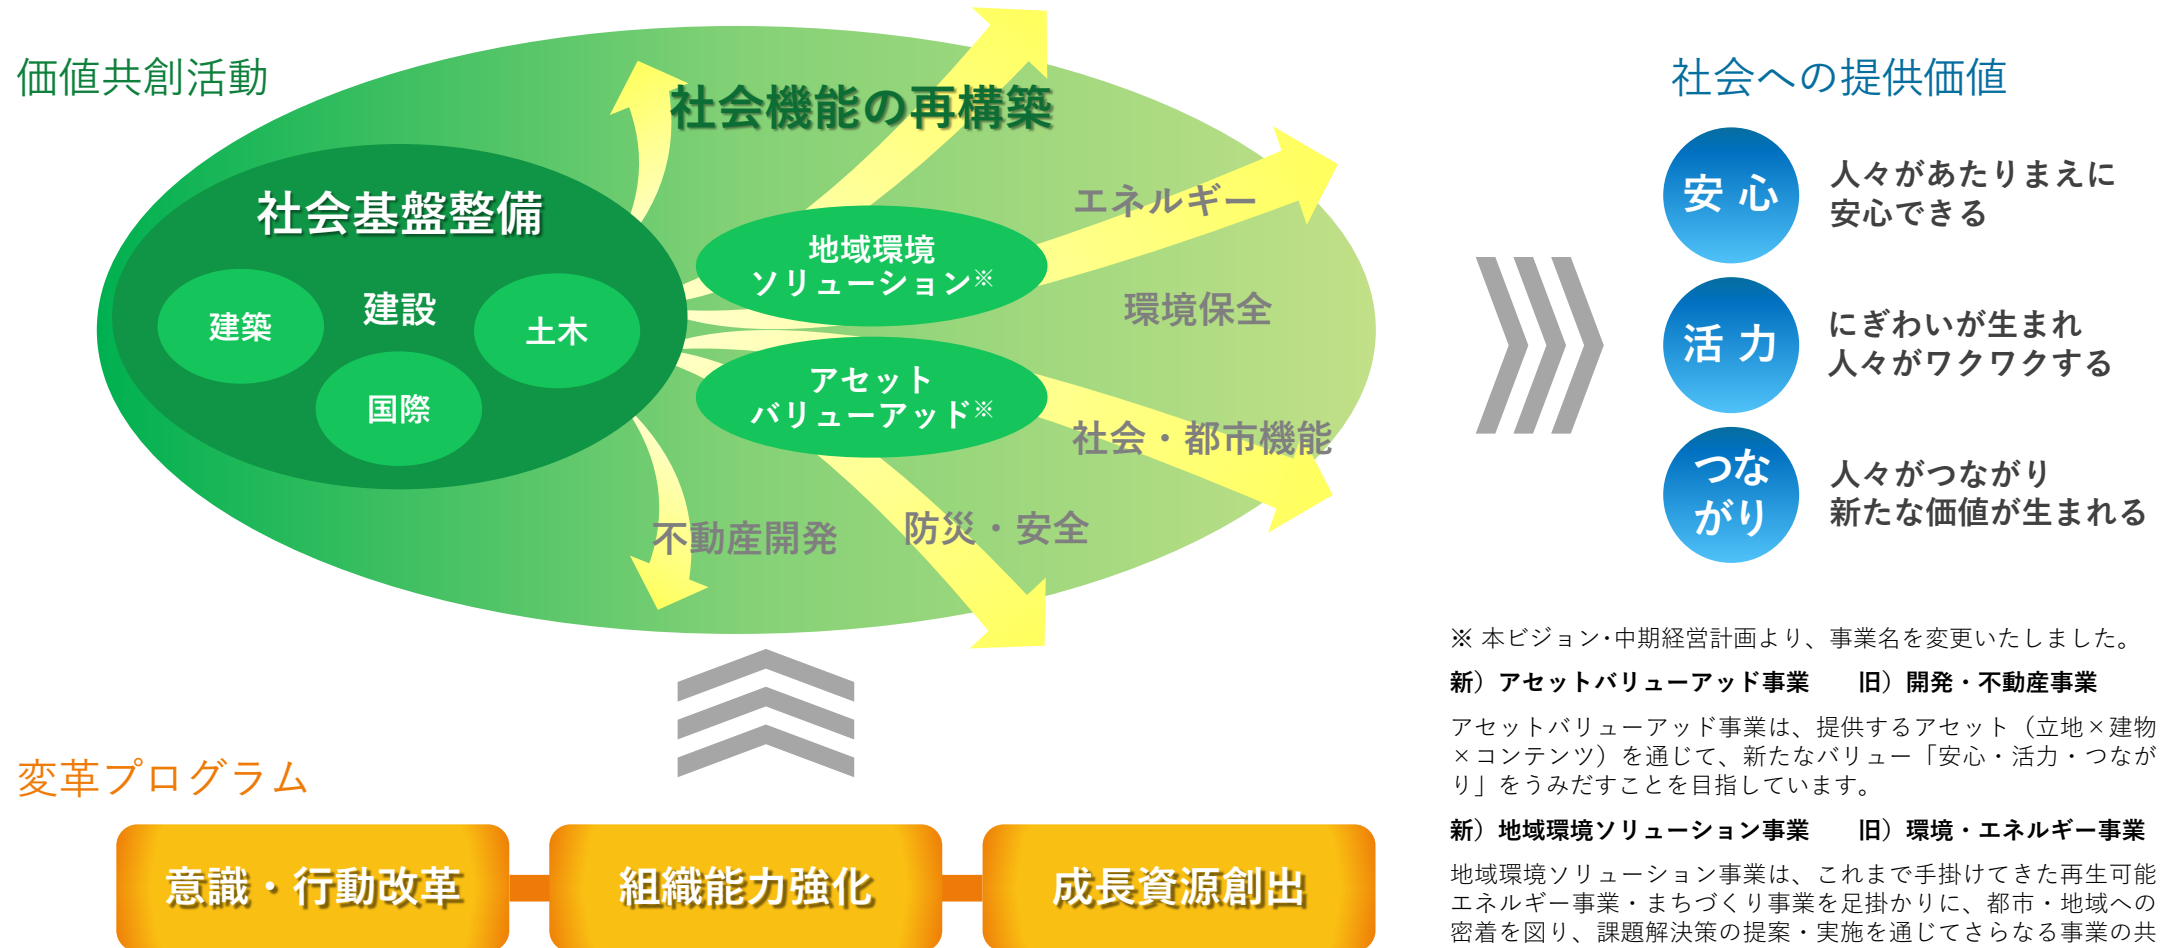 価値共創活動
社会機能の再構築
社会基盤整備
建設
建築
土木
国際
地域環境
ソリューション※
アセット
バリューアッド※
エネルギー
環境保全
社会・都市機能
防災・安全
不動産開発
社会への提供価値
安 心
人々があたりまえに
安心できる
活 力
にぎわいが生まれ
人々がワクワクする
つな
がり
人々がつながり
新たな価値が生まれる
変革プログラム
意識・行動改革
組織能力強化
成長資源創出
※ 本ビジョン・中期経営計画より、事業名を変更いたしました。
新）アセットバリューアッド事業　　旧）開発・不動産事業
アセットバリューアッド事業は、提供するアセット（立地×建物
×コンテンツ）を通じて、新たなバリュー「安心・活力・つなが
り」をうみだすことを目指しています。
新）地域環境ソリューション事業　　旧）環境・エネルギー事業
地域環境ソリューション事業は、これまで手掛けてきた再生可能
エネルギー事業・まちづくり事業を足掛かりに、都市・地域への
密着を図り、課題解決策の提案・実施を通じてさらなる事業の共